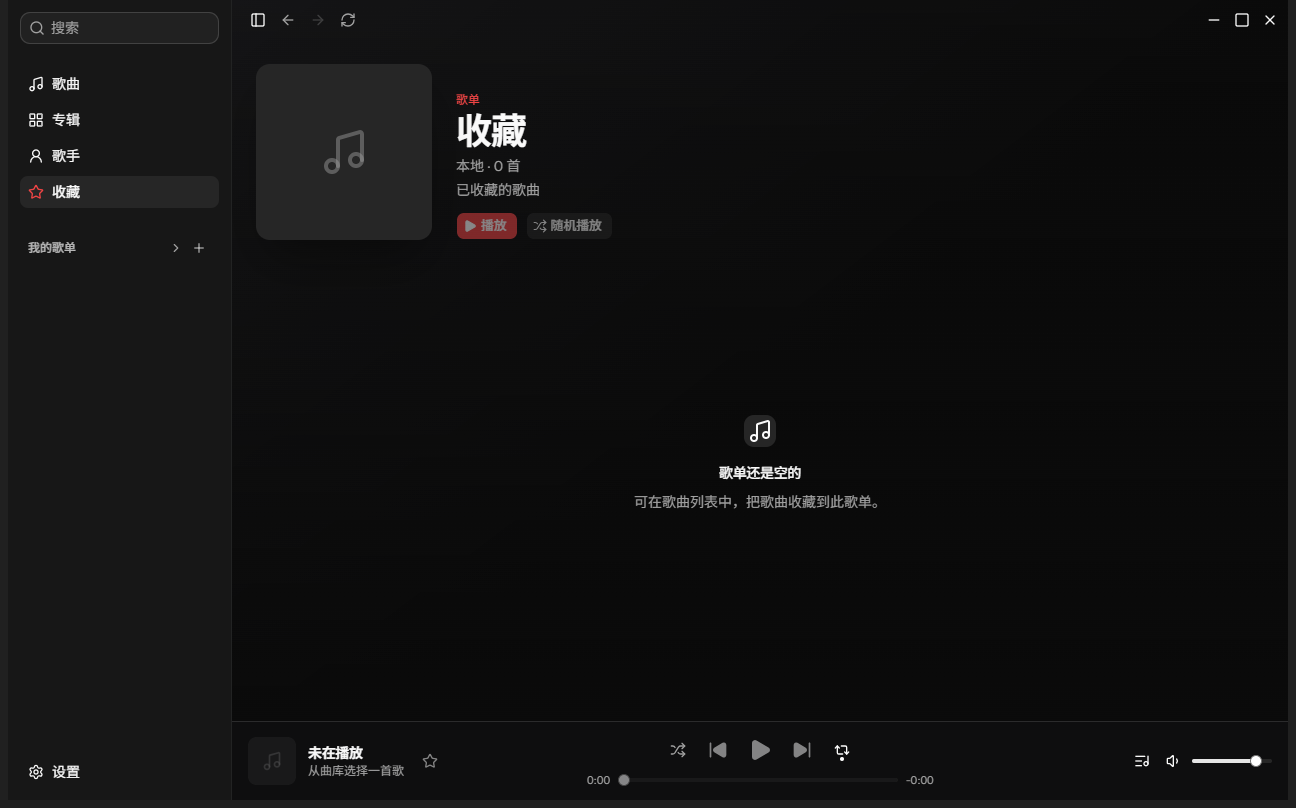 搜索
歌曲
专辑
歌手
收藏
我的歌单
设置
歌单
收藏
本地 · 0 首
已收藏的歌曲
播放
随机播放
歌单还是空的
可在歌曲列表中，把歌曲收藏到此歌单。
未在播放
从曲库选择一首歌
0:00
-0:00